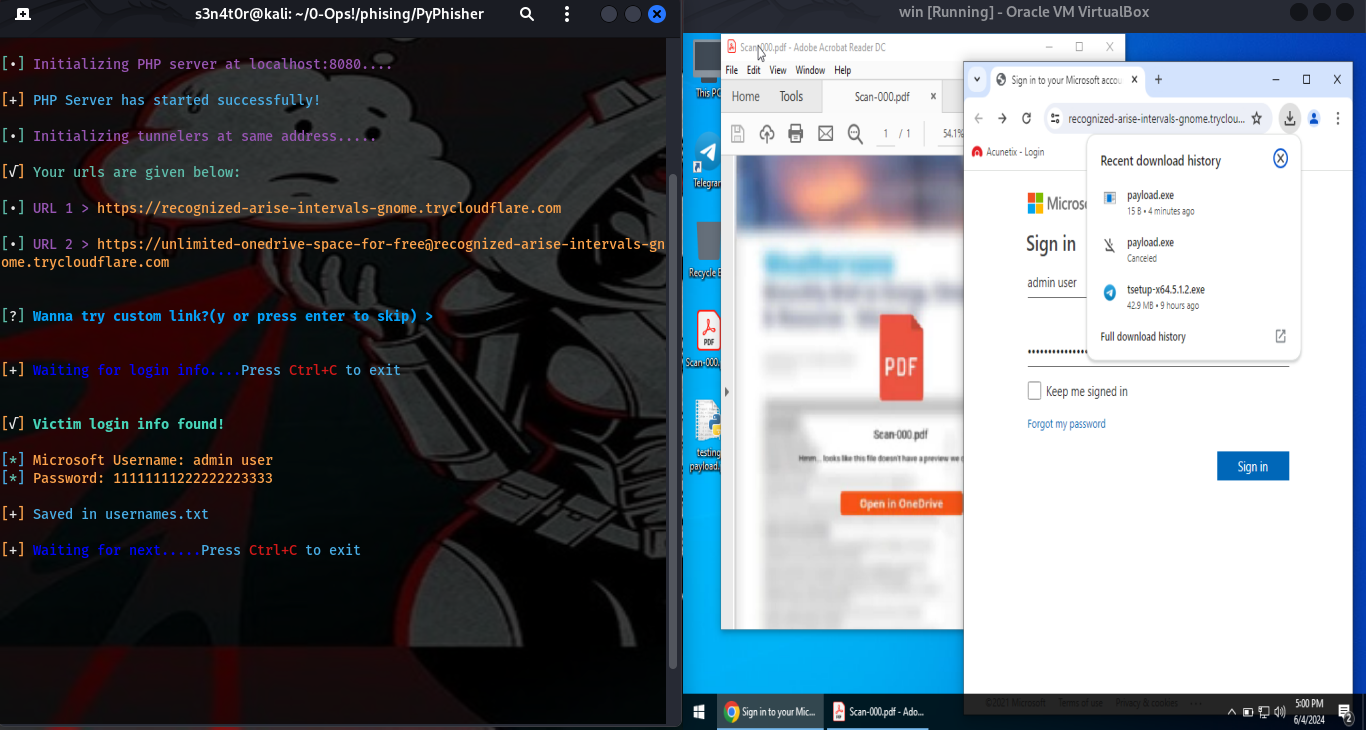 s3n4t0r@kali: ~/0-Ops!/phising/PyPhisher
[•] Initializing PHP server at localhost:8080....
[+] PHP Server has started successfully!
[•] Initializing tunnelers at same address.....
[√] Your urls are given below:
[•] URL 1 > https://recognized-arise-intervals-gnome.trycloudflare.com
[•] URL 2 > https://unlimited-onedrive-space-for-free@recognized-arise-intervals-gn
ome.trycloudflare.com
[?] Wanna try custom link?(y or press enter to skip) >
[+] Waiting for login info....Press Ctrl+C to exit
[√] Victim login info found!
[*] Microsoft Username: admin user
[*] Password: 11111111222222223333
[+] Saved in usernames.txt
[+] Waiting for next.....Press Ctrl+C to exit
win [Running] - Oracle VM VirtualBox
This PC
Telegram
Recycle B
Scan-000.
testing
payload.
Scan-000.pdf - Adobe Acrobat Reader DC
File Edit View Window Help
Home Tools Scan-000.pdf ×
1 / 1 54.1%
PDF
Scan-000.pdf
Hmm... looks like this file doesn't have a preview we
Open in OneDrive
Sign in to your Microsoft accou
recognized-arise-intervals-gnome.tryclou...
Acunetix - Login
Recent download history
payload.exe
15 B • 4 minutes ago
payload.exe
Canceled
tsetup-x64.5.1.2.exe
42.9 MB • 9 hours ago
Full download history
Microso
Sign in
admin user
••••••••••••••
Keep me signed in
Forgot my password
Sign in
©2021 Microsoft Terms of use Privacy & cookies ...
Sign in to your Mic...
Scan-000.pdf - Ado...
5:00 PM
6/4/2024
2